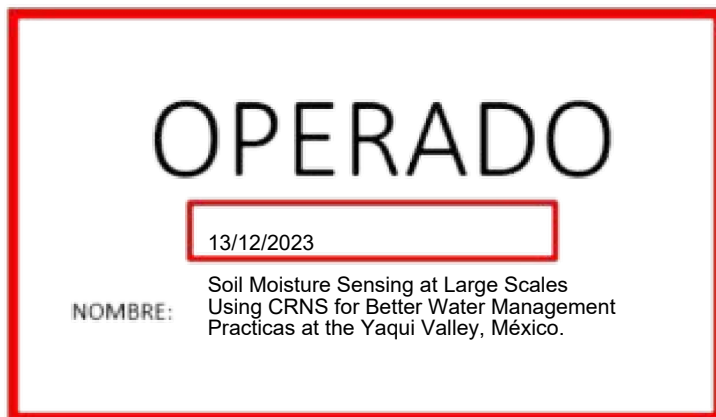 OPERADO
13/12/2023
NOMBRE:
Soil Moisture Sensing at Large Scales
Using CRNS for Better Water Management
Practicas at the Yaqui Valley, México.